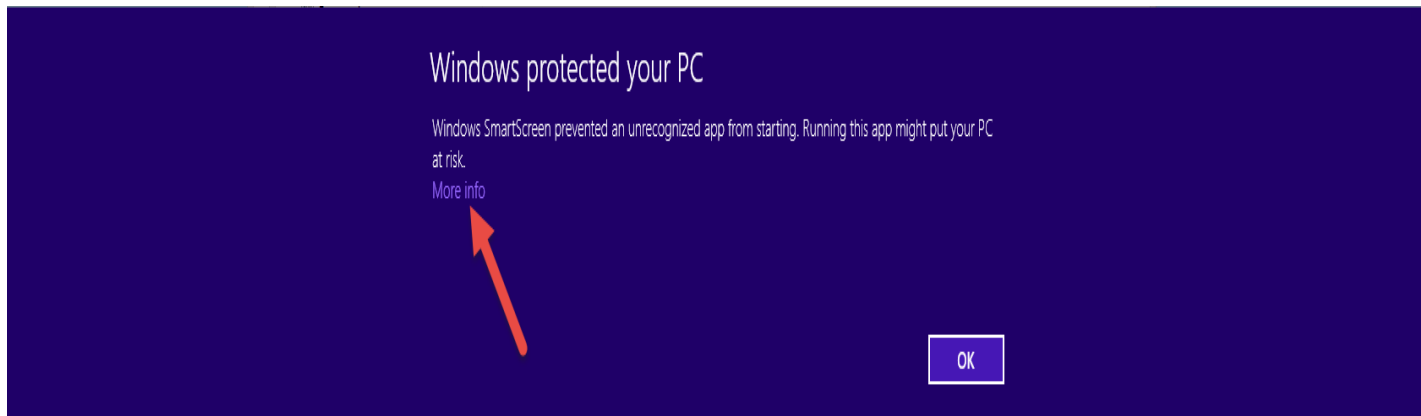 Windows protected your PC
Windows SmartScreen prevented an unrecognized app from starting. Running this app might put your PC
at risk.
More info
OK